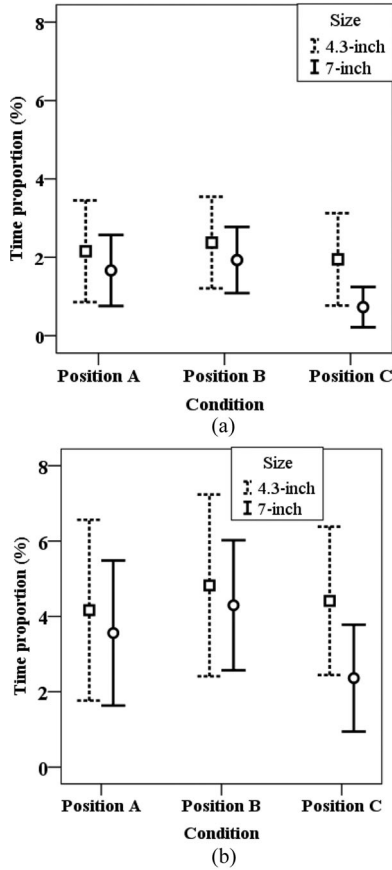 Size
4.3-inch
7-inch
8
6
4
2
0
Time proportion (%)
Position A Position B Position C
Condition
(a)
Size
4.3-inch
7-inch
8
6
4
2
0
Time proportion (%)
Position A Position B Position C
Condition
(b)